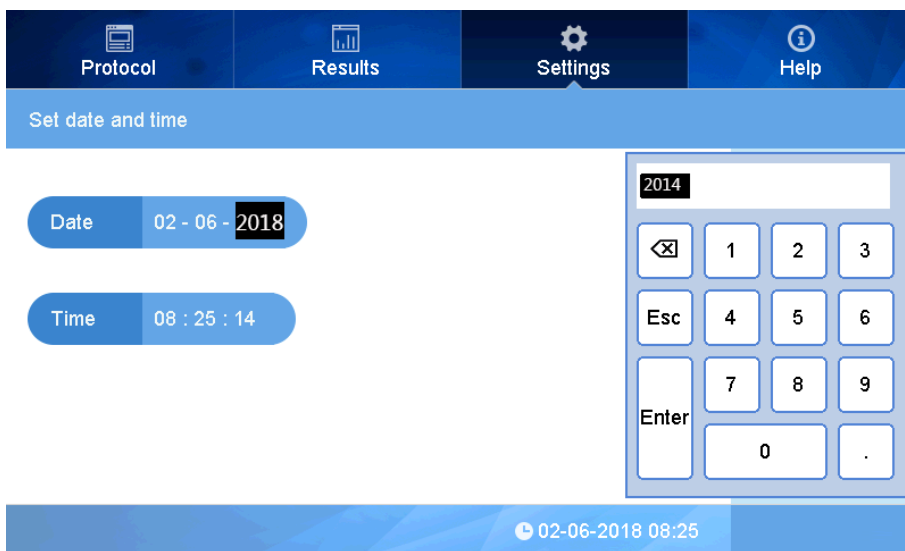 Protocol Results Settings Help
Set date and time
Date 02 - 06 - 2018
Time 08 : 25 : 14
2014
1 2 3
Esc 4 5 6
7 8 9
Enter
0 .
02-06-2018 08:25